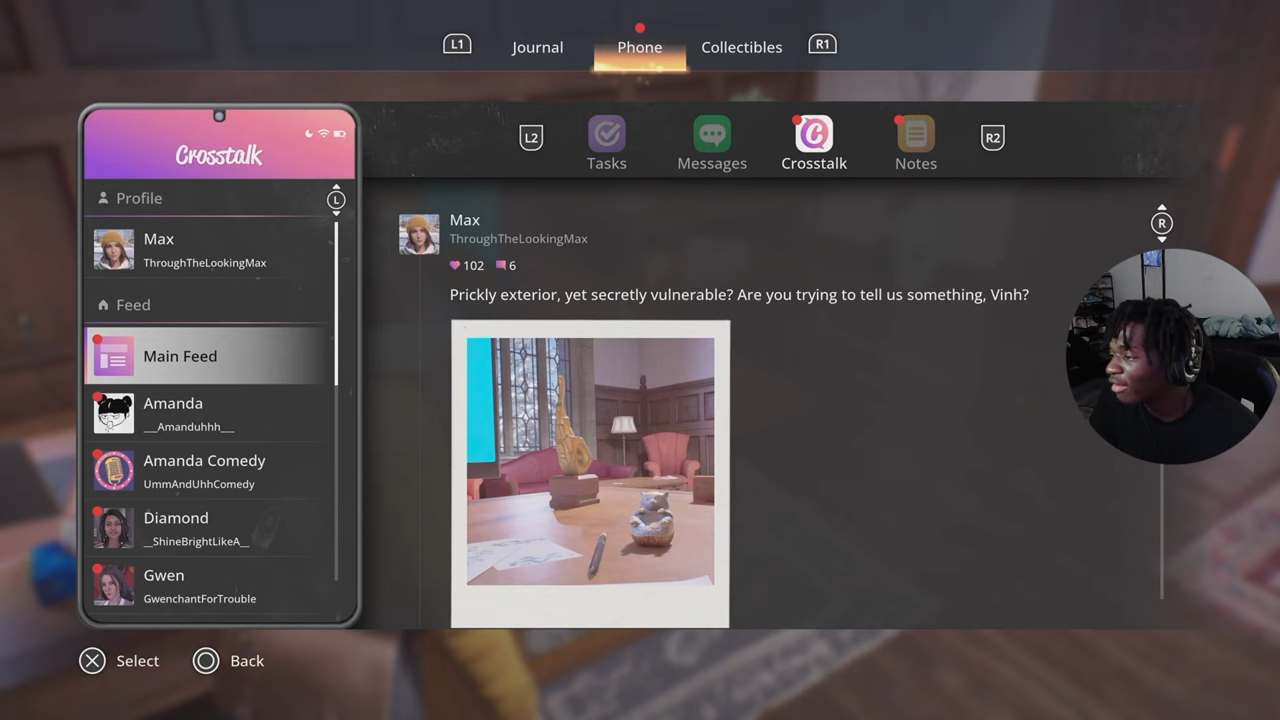 L1
Journal
Phone
Collectibles
R1
Crosstalk
Profile
L
Max
ThroughTheLookingMax
Feed
Main Feed
Amanda
___Amanduhhh___
Amanda Comedy
UmmAndUhhComedy
Diamond
__ShineBrightLikeA__
Gwen
GwenchantForTrouble
L2
Tasks
Messages
Crosstalk
Notes
R2
Max
ThroughTheLookingMax
102 6
R
Prickly exterior, yet secretly vulnerable? Are you trying to tell us something, Vinh?
Select
Back